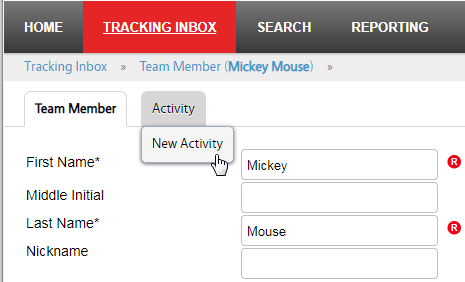 HOME TRACKING INBOX SEARCH REPORTING
Tracking Inbox » Team Member (Mickey Mouse) »
Team Member Activity
New Activity
First Name* Mickey R
Middle Initial
Last Name* Mouse R
Nickname